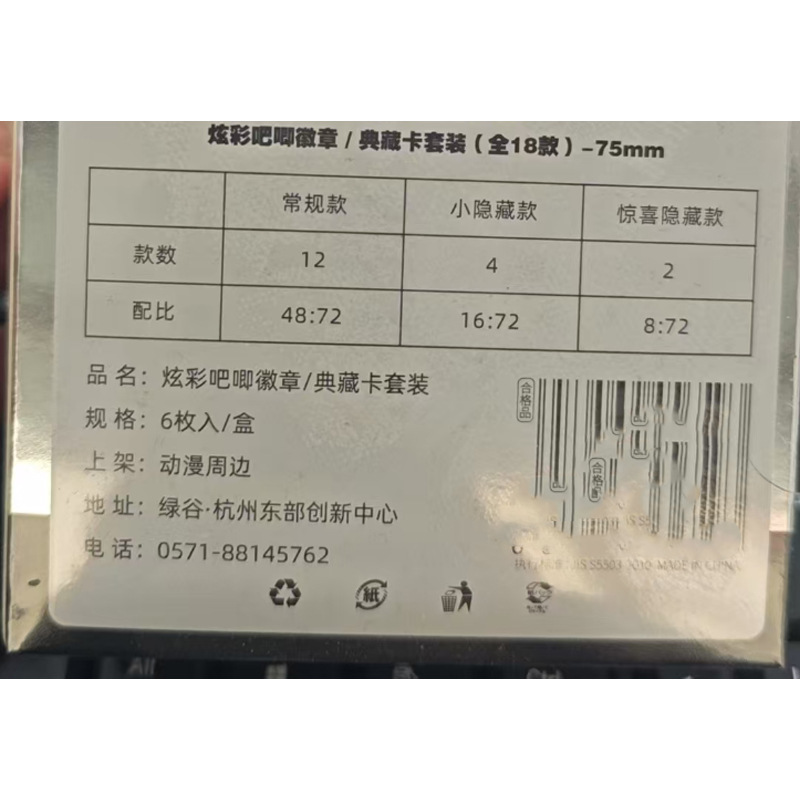 炫彩吧唧徽章 / 典藏卡套装（全18款）-75mm
常规款 小隐藏款 惊喜隐藏款
款数 12 4 2
配比 48:72 16:72 8:72
品 名：炫彩吧唧徽章/典藏卡套装
规 格：6枚入/盒
上 架：动漫周边
地 址：绿谷·杭州东部创新中心
电 话：0571-88145762
合格品
合格
MADE IN CHINA
紙